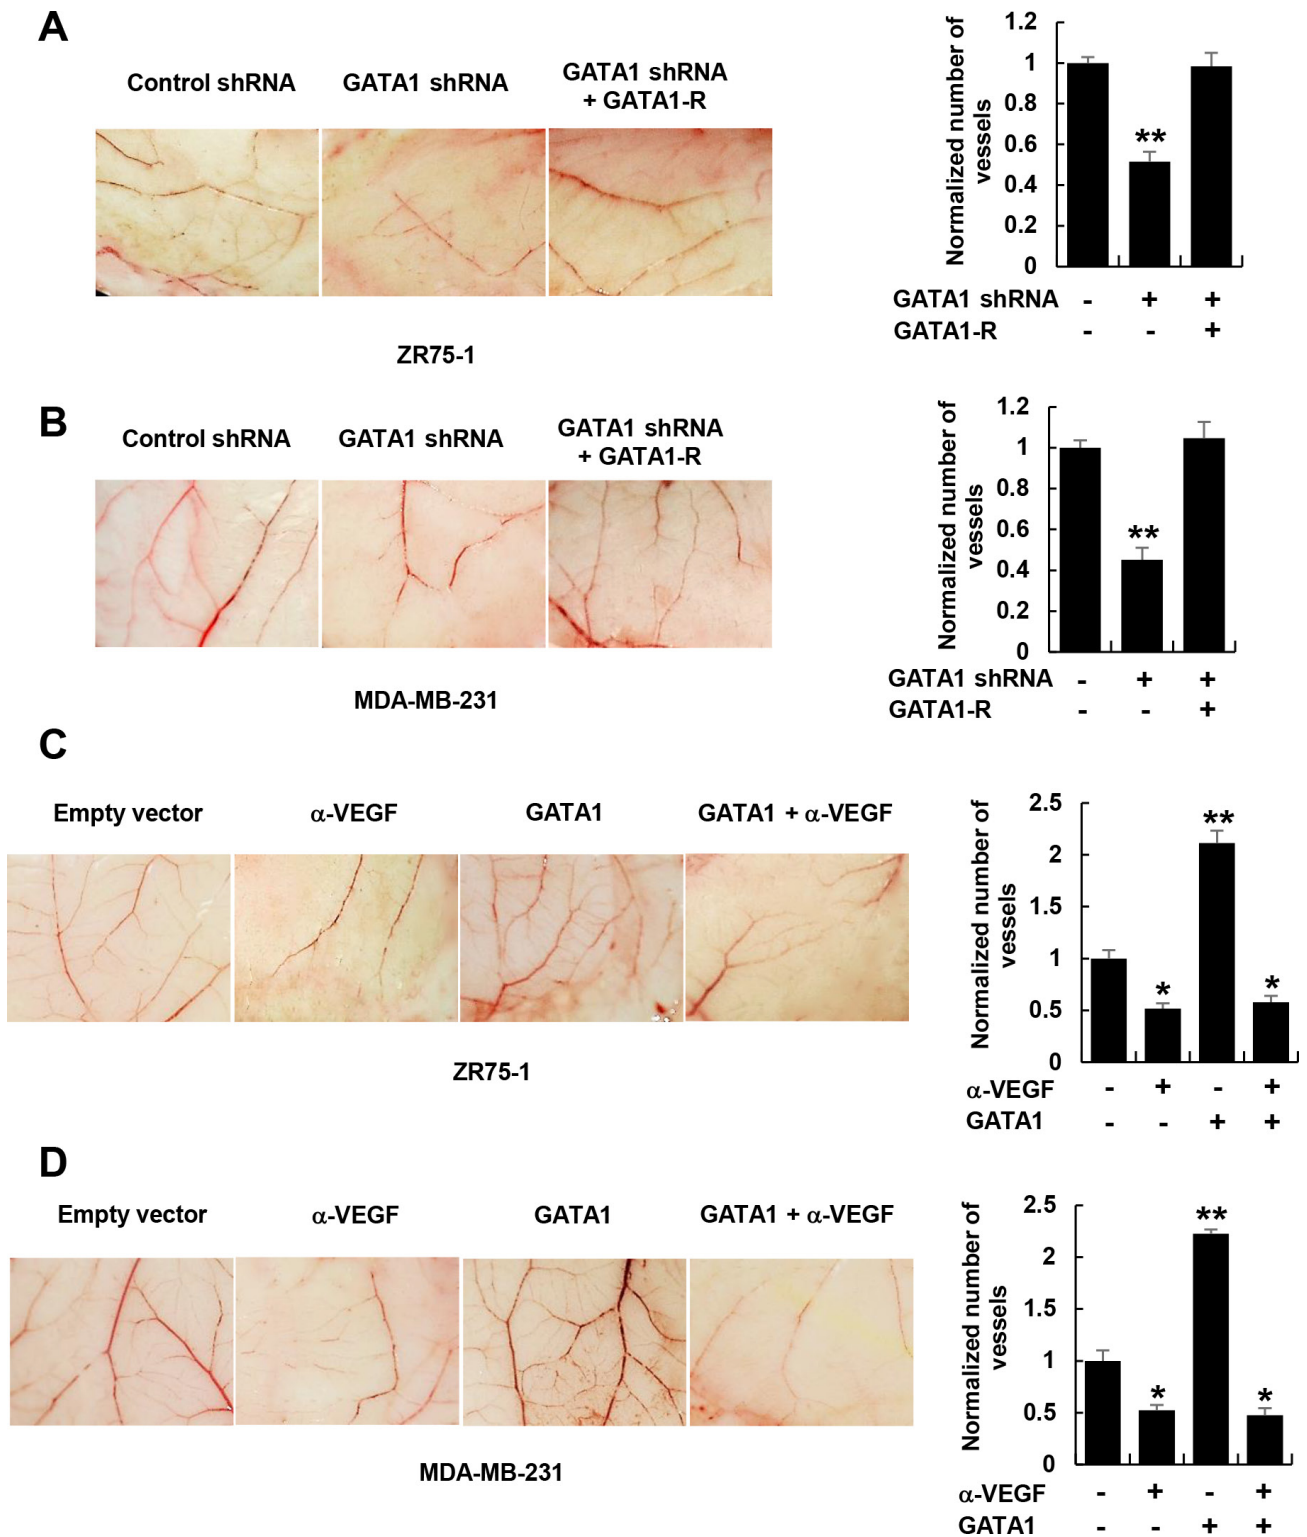 A
Control shRNA
GATA1 shRNA
GATA1 shRNA
+ GATA1-R
ZR75-1
Normalized number of
vessels
1.2
1
0.8
0.6
0.4
0.2
0
**
GATA1 shRNA - + +
GATA1-R - - +
B
Control shRNA
GATA1 shRNA
GATA1 shRNA
+ GATA1-R
MDA-MB-231
Normalized number of
vessels
1.2
1
0.8
0.6
0.4
0.2
0
**
GATA1 shRNA - + +
GATA1-R - - +
C
Empty vector
α-VEGF
GATA1
GATA1 + α-VEGF
ZR75-1
Normalized number of
vessels
2.5
2
1.5
1
0.5
0
*
**
*
α-VEGF - + - +
GATA1 - - + +
D
Empty vector
α-VEGF
GATA1
GATA1 + α-VEGF
MDA-MB-231
Normalized number of
vessels
2.5
2
1.5
1
0.5
0
*
**
*
α-VEGF - + - +
GATA1 - - + +